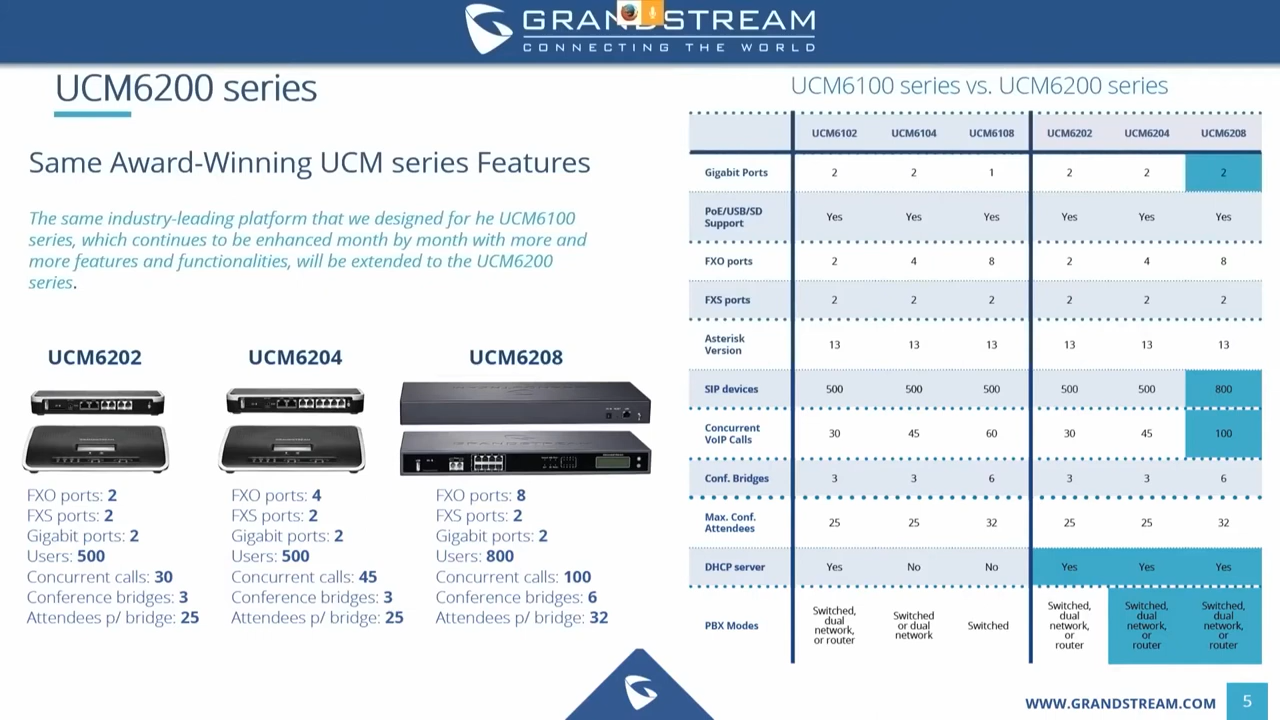 GRANDSTREAM
CONNECTING THE WORLD
UCM6200 series
Same Award-Winning UCM series Features
The same industry-leading platform that we designed for he UCM6100
series, which continues to be enhanced month by month with more and
more features and functionalities, will be extended to the UCM6200
series.
UCM6202 UCM6204 UCM6208
FXO ports: 2
FXS ports: 2
Gigabit ports: 2
Users: 500
Concurrent calls: 30
Conference bridges: 3
Attendees p/ bridge: 25
FXO ports: 4
FXS ports: 2
Gigabit ports: 2
Users: 500
Concurrent calls: 45
Conference bridges: 3
Attendees p/ bridge: 25
FXO ports: 8
FXS ports: 2
Gigabit ports: 2
Users: 800
Concurrent calls: 100
Conference bridges: 6
Attendees p/ bridge: 32
UCM6100 series vs. UCM6200 series
UCM6102 UCM6104 UCM6108 UCM6202 UCM6204 UCM6208
Gigabit Ports 2 2 1 2 2 2
PoE/USB/SD
Support Yes Yes Yes Yes Yes Yes
FXO ports 2 4 8 2 4 8
FXS ports 2 2 2 2 2 2
Asterisk
Version 13 13 13 13 13 13
SIP devices 500 500 500 500 500 800
Concurrent
VoIP Calls 30 45 60 30 45 100
Conf. Bridges 3 3 6 3 3 6
Max. Conf.
Attendees 25 25 32 25 25 32
DHCP server Yes No No Yes Yes Yes
PBX Modes
Switched,
dual
network,
or router
Switched
or dual
network
Switched
Switched,
dual
network,
or
router
Switched,
dual
network,
or
router
Switched,
dual
network,
or
router
WWW.GRANDSTREAM.COM 5